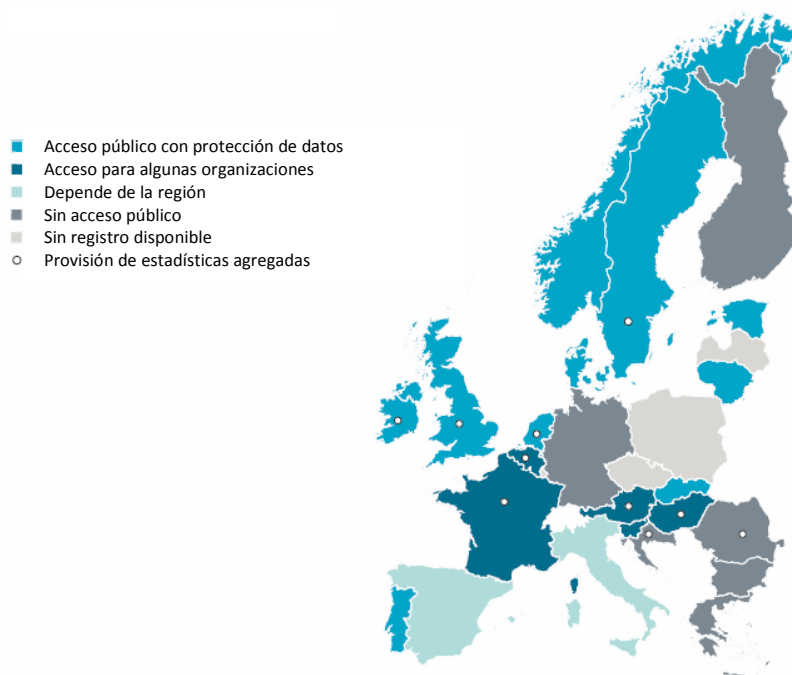 Acceso público con protección de datos
Acceso para algunas organizaciones
Depende de la región
Sin acceso público
Sin registro disponible
Provisión de estadísticas agregadas